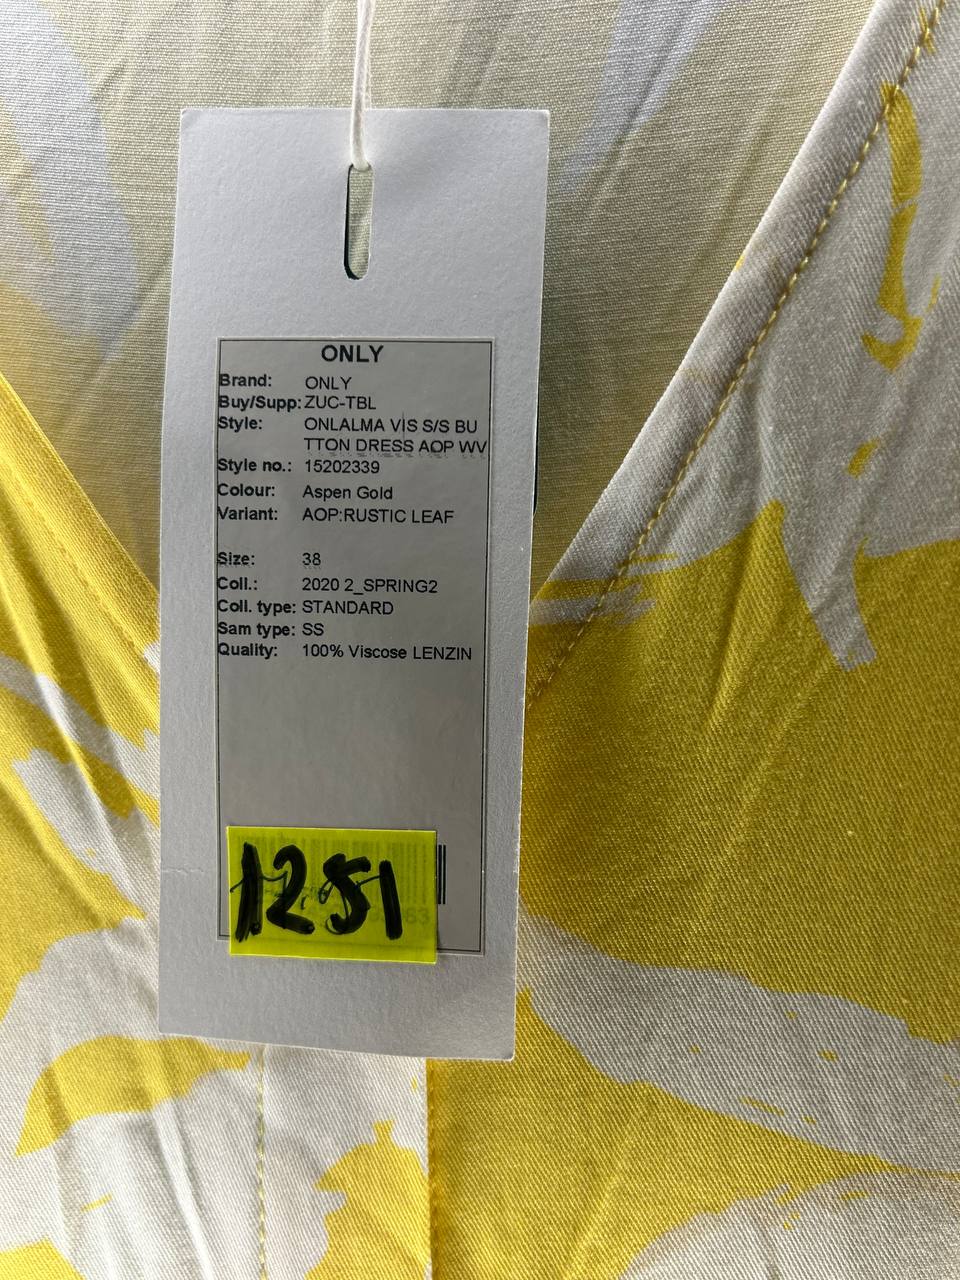 ONLY
Brand: ONLY
Buy/Supp: ZUC-TBL
Style: ONLALMA VIS S/S BU
TTON DRESS AOP WV
Style no.: 15202339
Colour: Aspen Gold
Variant: AOP:RUSTIC LEAF
Size: 38
Coll.: 2020 2_SPRING2
Coll. type: STANDARD
Sam type: SS
Quality: 100% Viscose LENZIN
1251